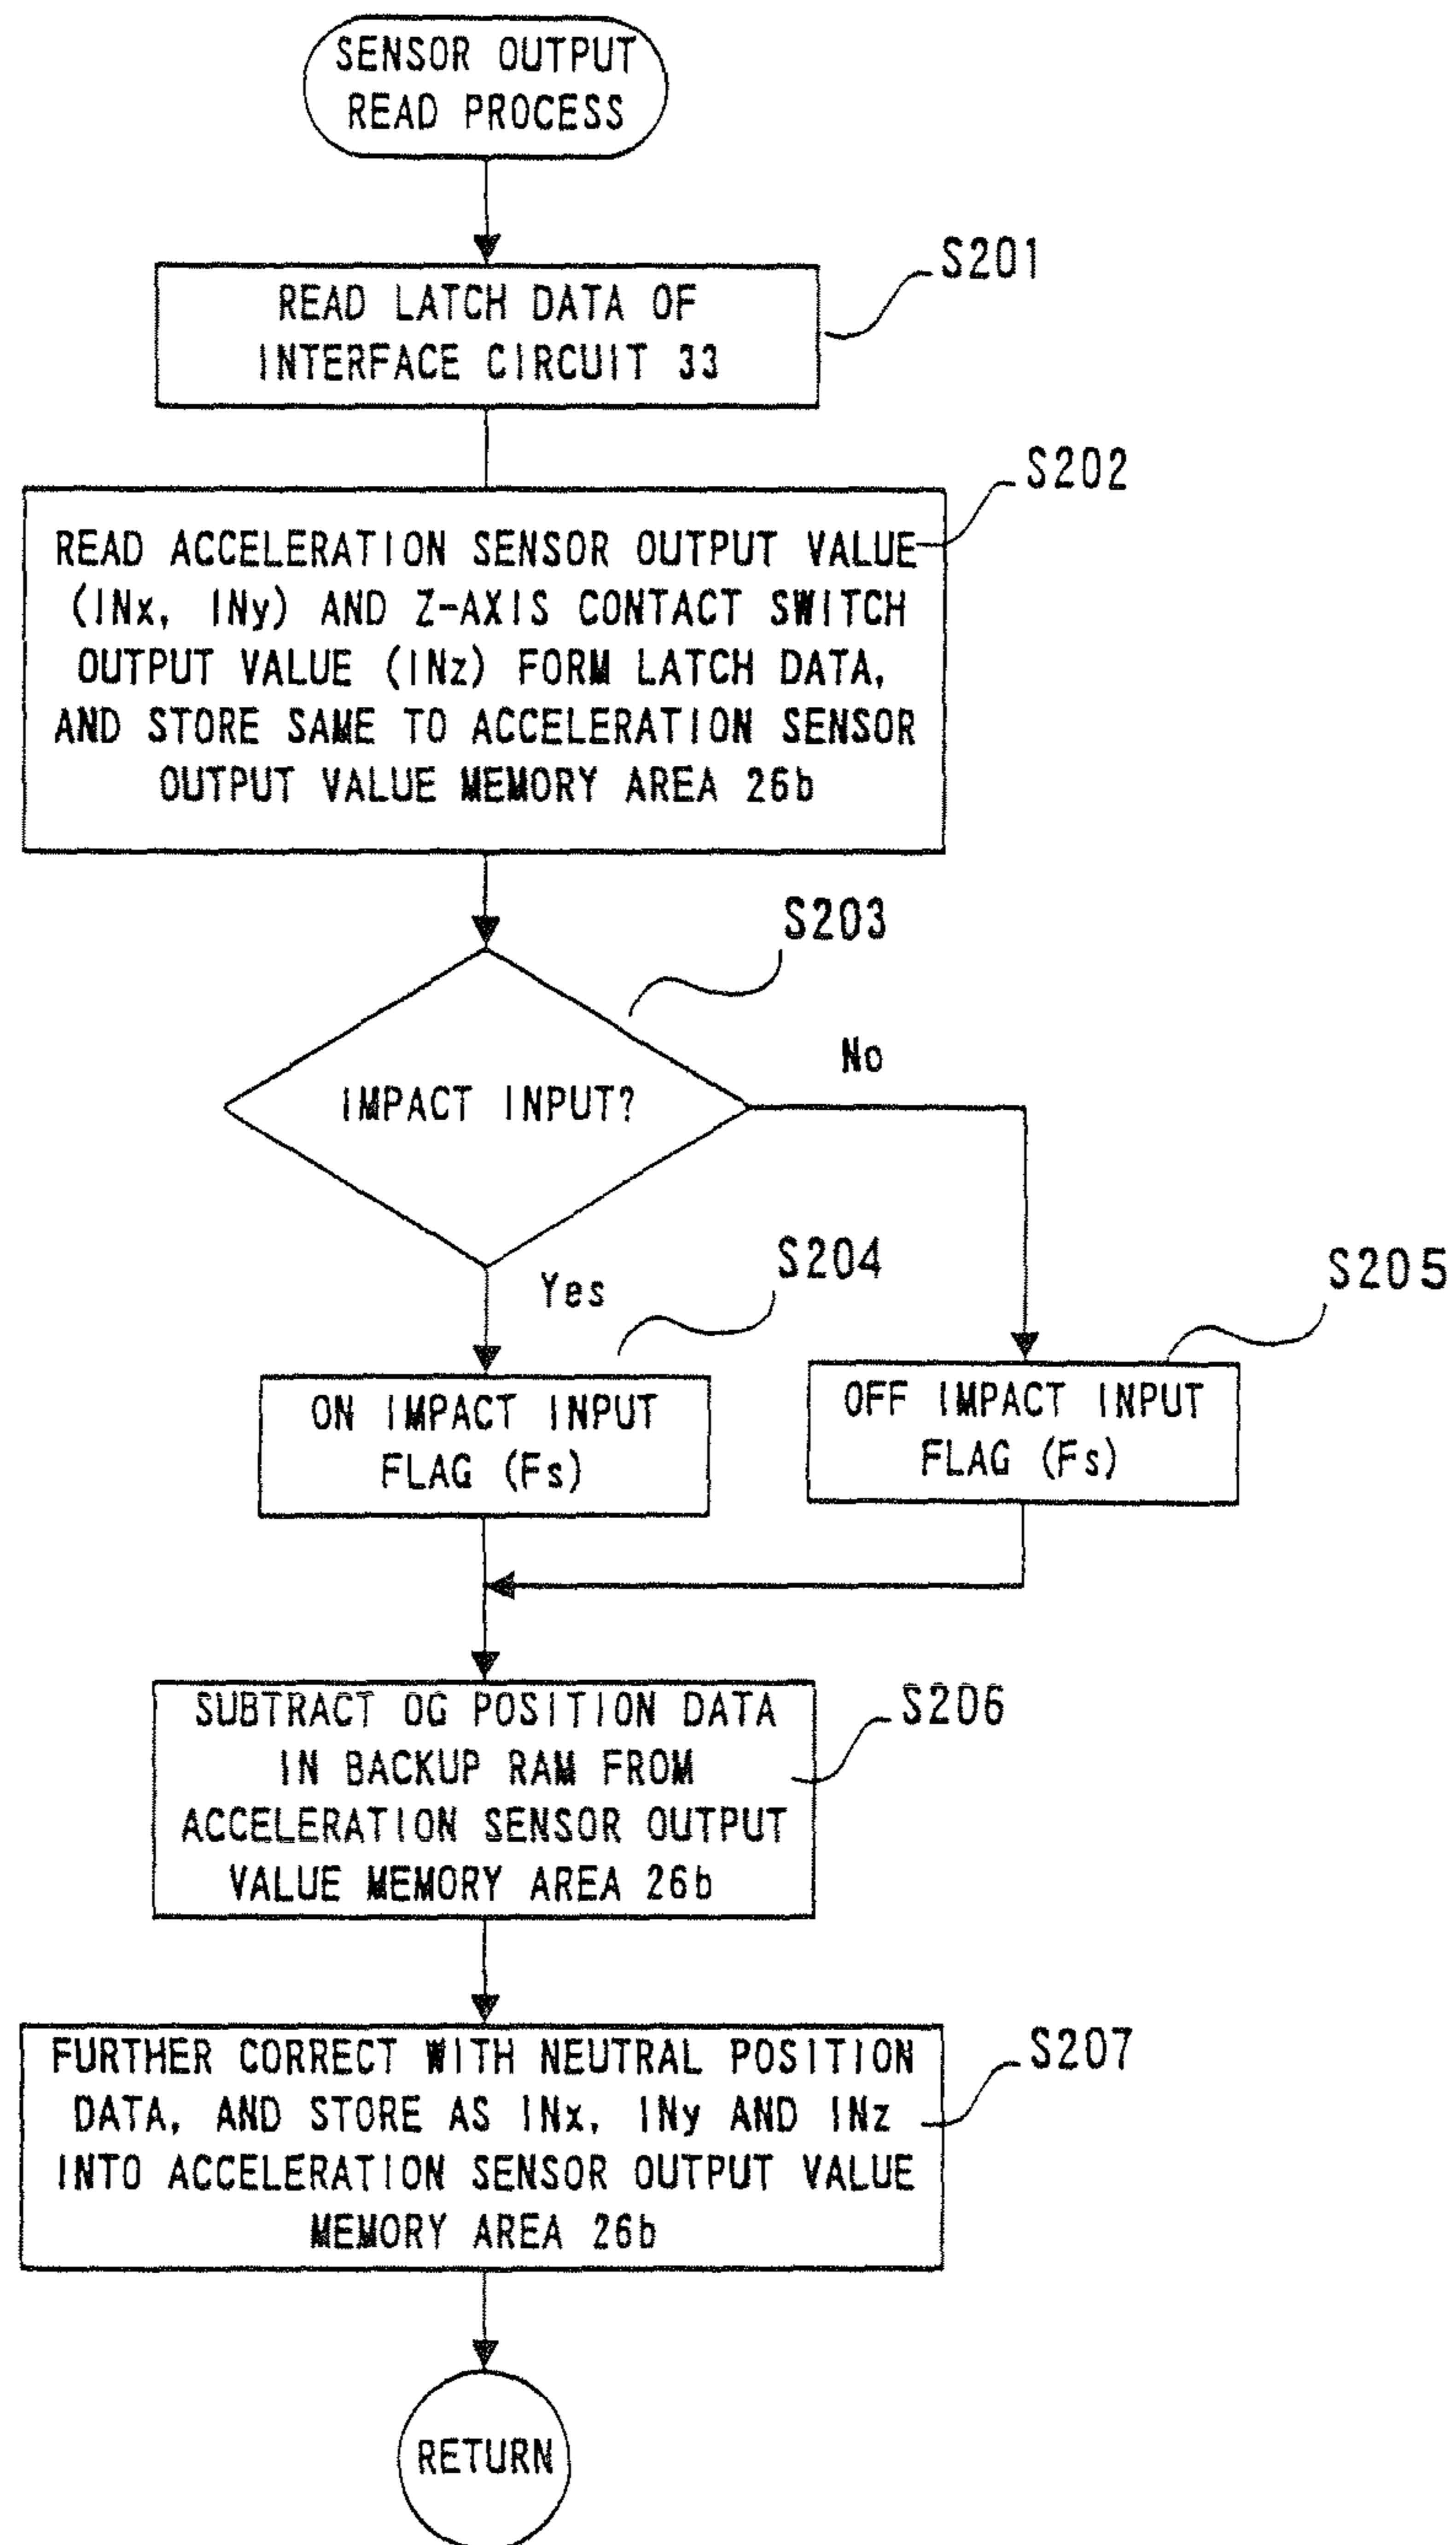 SENSOR OUTPUT
READ PROCESS
S201
READ LATCH DATA OF
INTERFACE CIRCUIT 33
S202
READ ACCELERATION SENSOR OUTPUT VALUE
(INx, INy) AND Z-AXIS CONTACT SWITCH
OUTPUT VALUE (INz) FORM LATCH DATA,
AND STORE SAME TO ACCELERATION SENSOR
OUTPUT VALUE MEMORY AREA 26b
S203
IMPACT INPUT?
No
Yes
S204
ON IMPACT INPUT
FLAG (Fs)
S205
OFF IMPACT INPUT
FLAG (Fs)
S206
SUBTRACT 0G POSITION DATA
IN BACKUP RAM FROM
ACCELERATION SENSOR OUTPUT
VALUE MEMORY AREA 26b
S207
FURTHER CORRECT WITH NEUTRAL POSITION
DATA, AND STORE AS INx, INy AND INz
INTO ACCELERATION SENSOR OUTPUT VALUE
MEMORY AREA 26b
RETURN